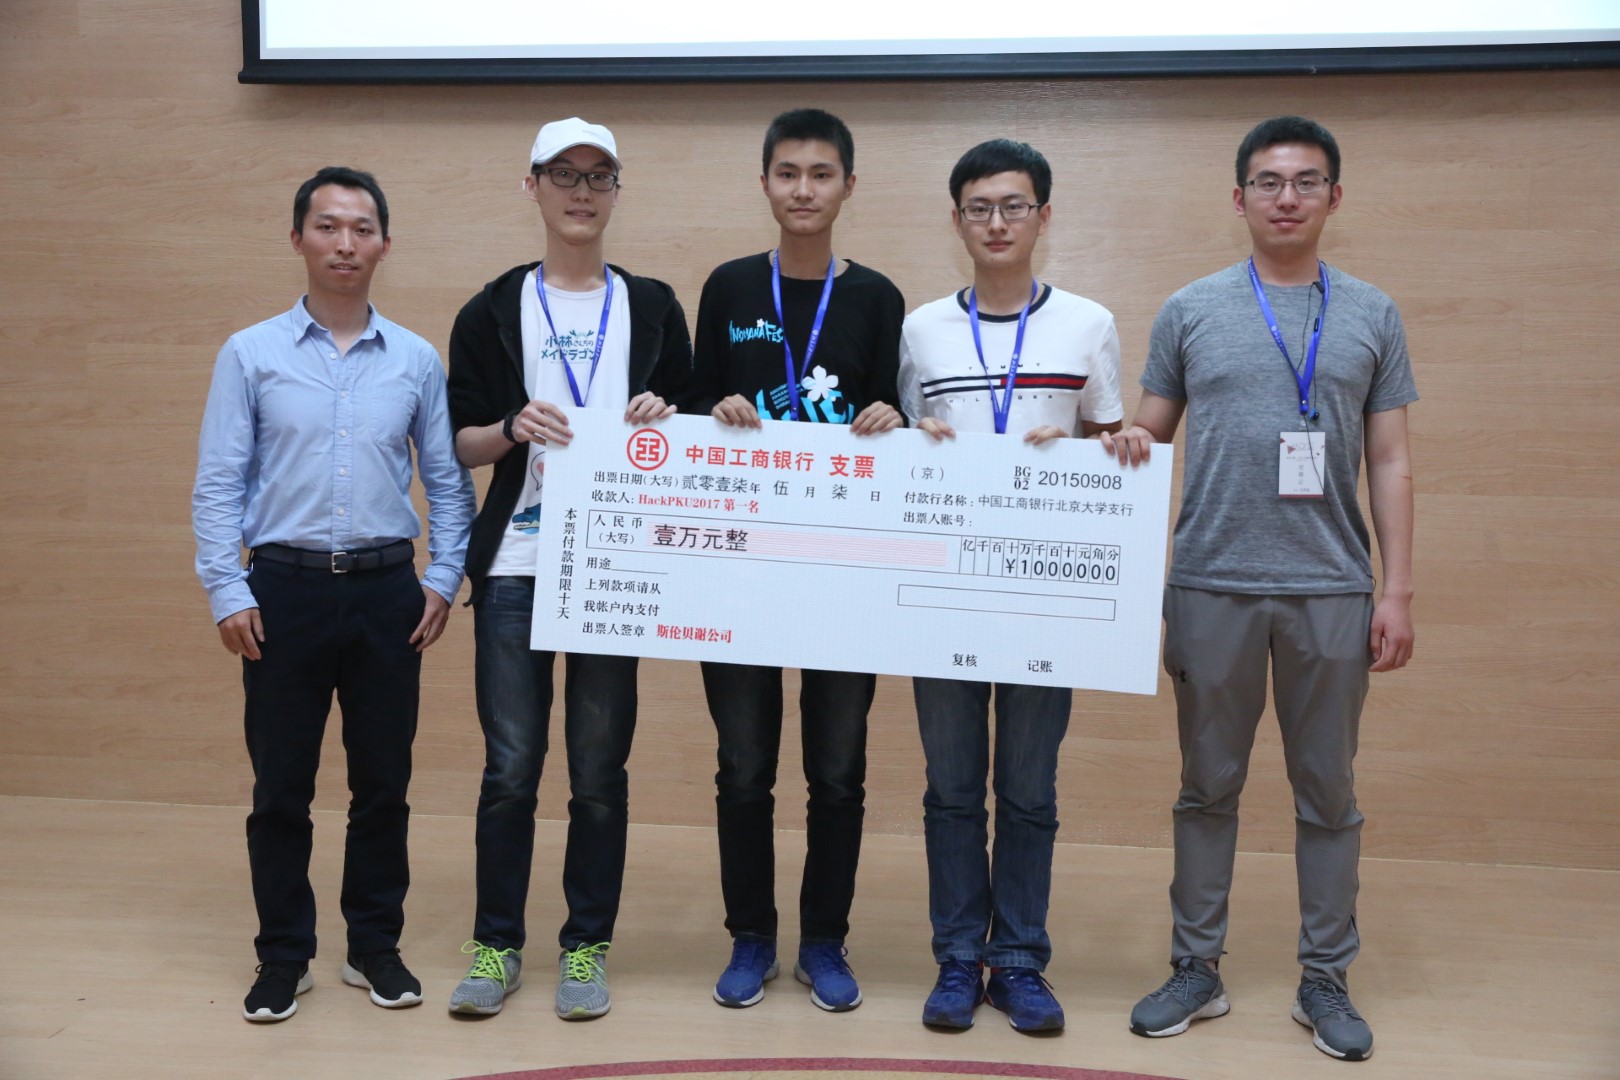 小林さんちの
メイドラゴン
TOMMY
HILFIGER
中国工商银行 支票 (京) BG 02 20150908
出票日期(大写) 贰零壹柒年 伍 月 柒 日 付款行名称:中国工商银行北京大学支行
收款人:HackPKU2017 第一名 出票人账号:
本票付款期限十天
人民币
(大写) 壹万元整 亿千百十万千百十元角分
¥1000000
用途
上列款项请从
我帐户内支付
出票人签章 斯伦贝谢公司
复核 记账